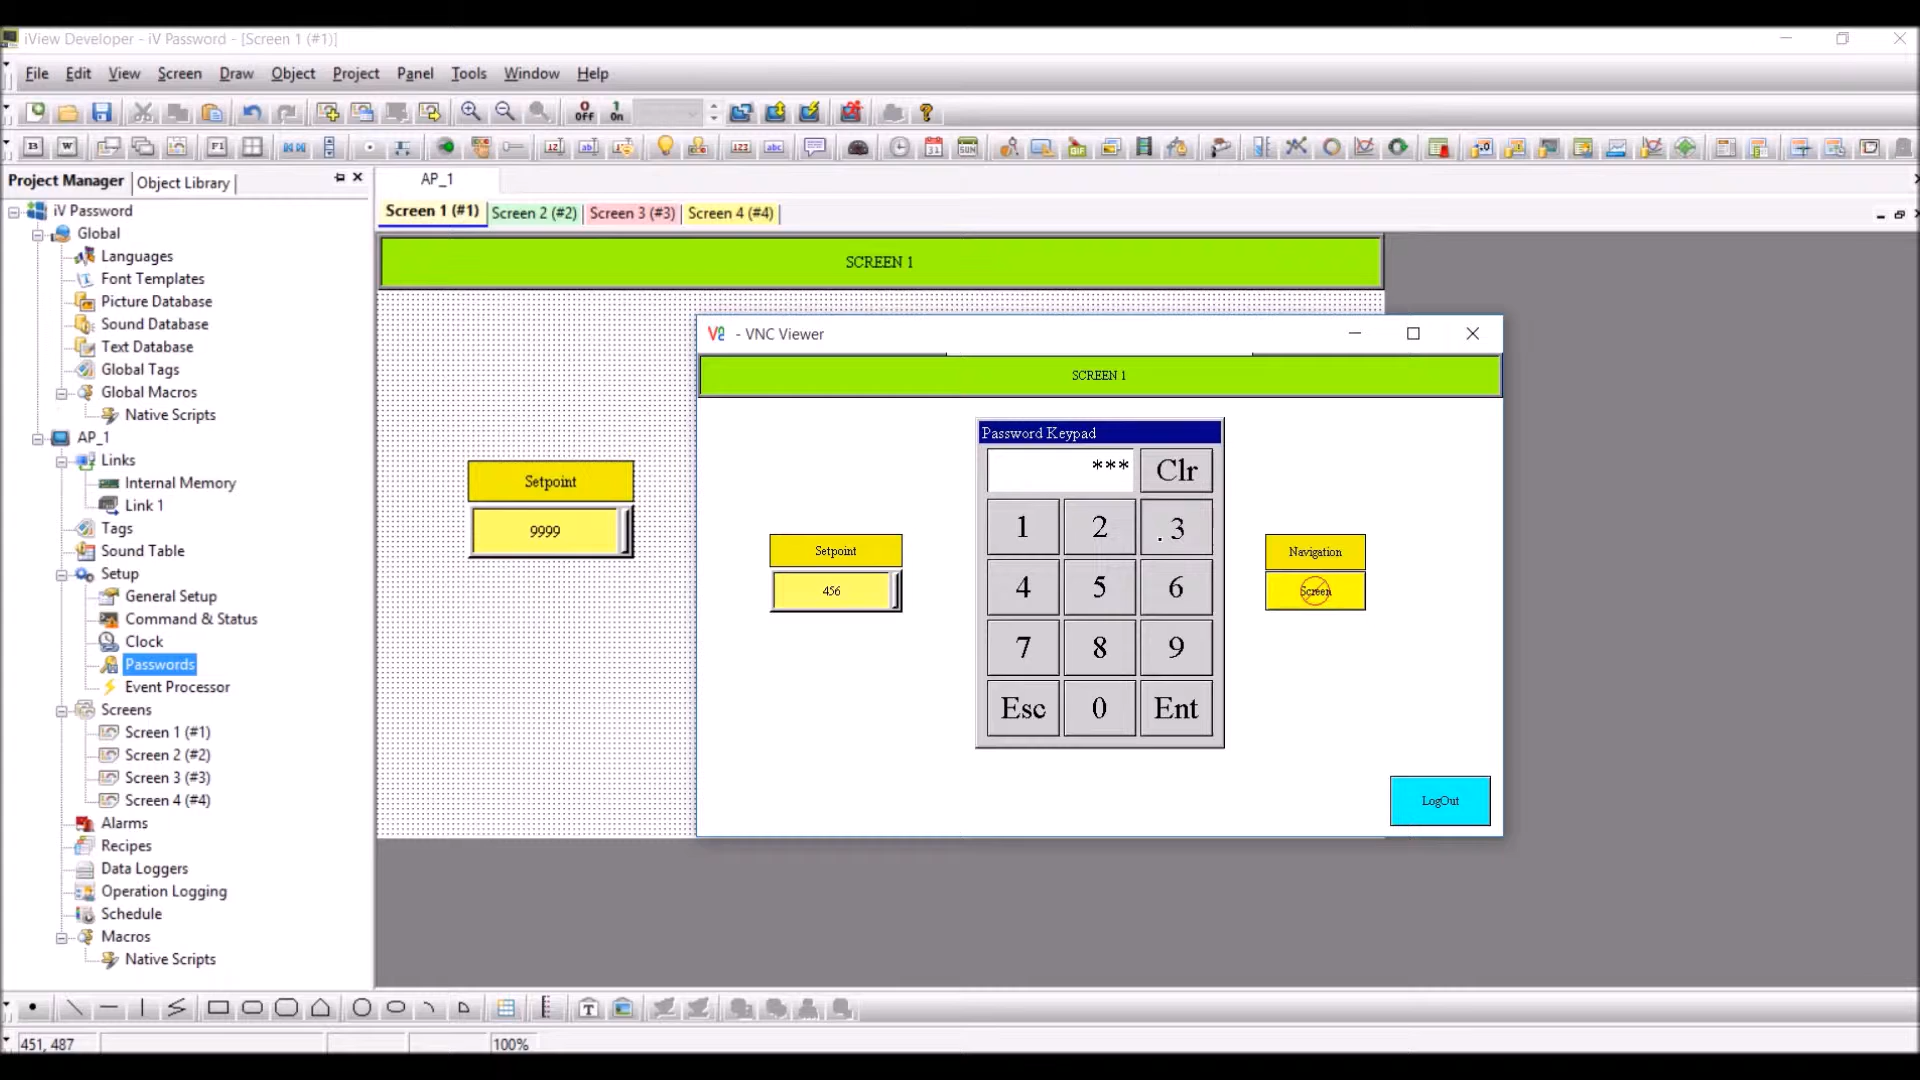 iView Developer - iV Password - [Screen 1 (#1)]
File Edit View Screen Draw Object Project Panel Tools Window Help
0 OFF 1 On
Project Manager Object Library
AP_1
Screen 1 (#1) Screen 2 (#2) Screen 3 (#3) Screen 4 (#4)
iV Password
Global
Languages
Font Templates
Picture Database
Sound Database
Text Database
Global Tags
Global Macros
Native Scripts
AP_1
Links
Internal Memory
Link 1
Tags
Sound Table
Setup
General Setup
Command & Status
Clock
Passwords
Event Processor
Screens
Screen 1 (#1)
Screen 2 (#2)
Screen 3 (#3)
Screen 4 (#4)
Alarms
Recipes
Data Loggers
Operation Logging
Schedule
Macros
Native Scripts
SCREEN 1
Setpoint
9999
V2 - VNC Viewer
SCREEN 1
Setpoint
456
Password Keypad
*** Clr
1 2 3
4 5 6
7 8 9
Esc 0 Ent
Navigation
Screen
LogOut
451, 487 100%